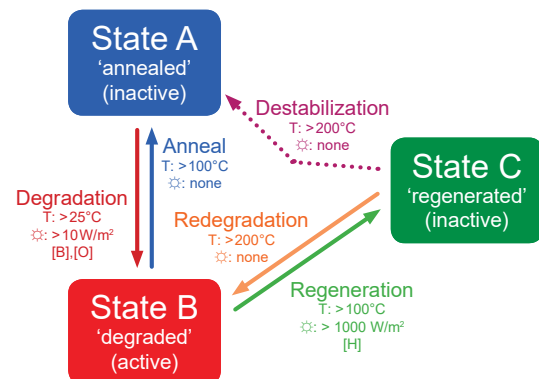 State A
‘annealed’
(inactive)
Destabilization
T: >200°C
☼: none
Anneal
T: >100°C
☼: none
State C
‘regenerated’
(inactive)
Degradation
T: >25°C
☼: >10W/m²
[B],[O]
Redegradation
T: >200°C
☼: none
State B
‘degraded’
(active)
Regeneration
T: >100°C
☼: > 1000 W/m²
[H]